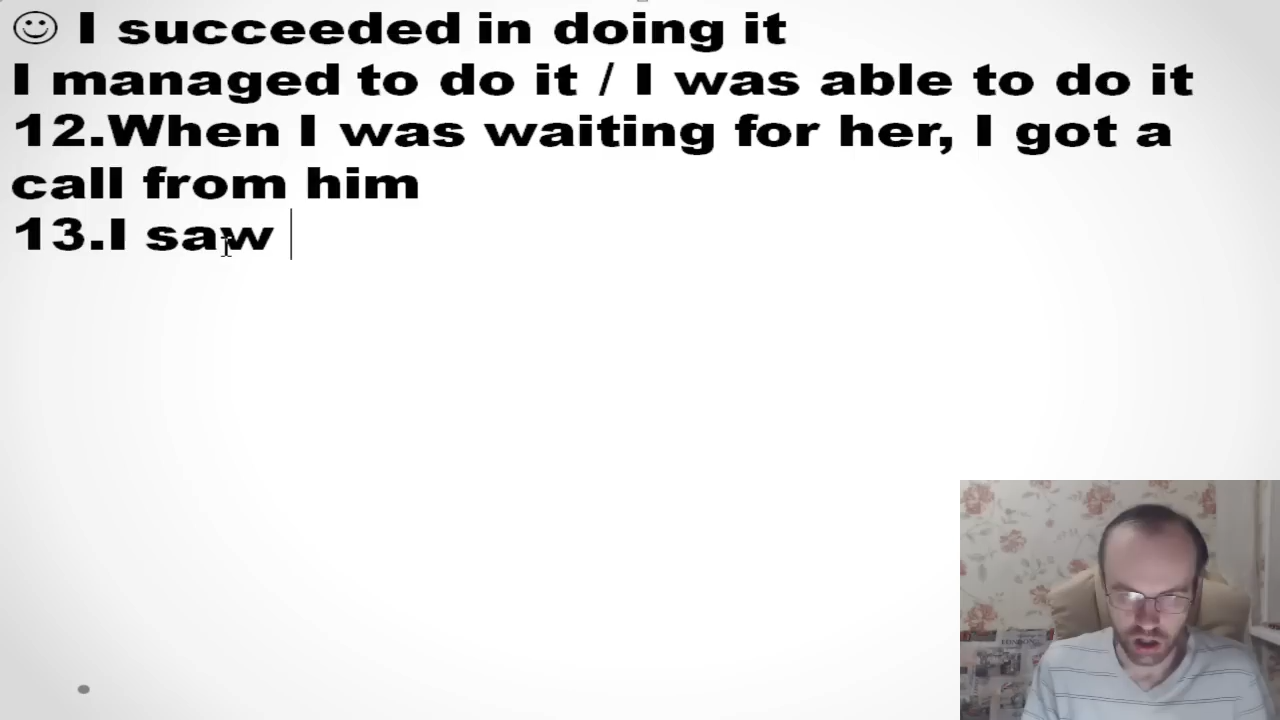 ☺ I succeeded in doing it
I managed to do it / I was able to do it
12.When I was waiting for her, I got a
call from him
13.I saw